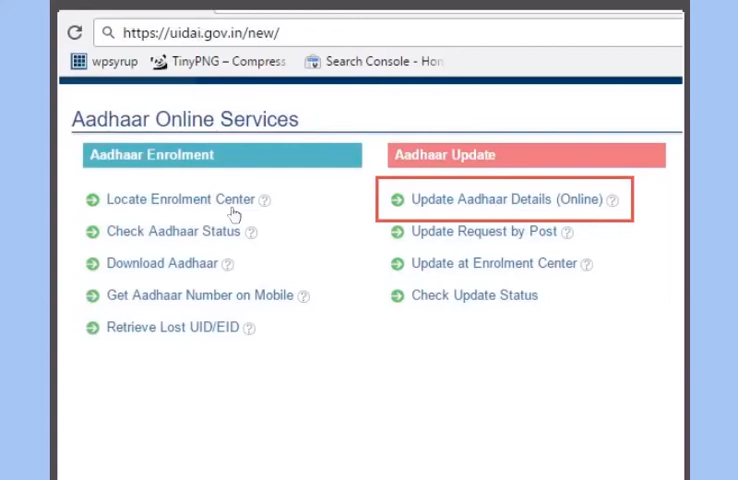 https://uidai.gov.in/new/
wpsyrup TinyPNG – Compress Search Console - Hon
Aadhaar Online Services
Aadhaar Enrolment
Locate Enrolment Center ?
Check Aadhaar Status ?
Download Aadhaar ?
Get Aadhaar Number on Mobile ?
Retrieve Lost UID/EID ?
Aadhaar Update
Update Aadhaar Details (Online) ?
Update Request by Post ?
Update at Enrolment Center ?
Check Update Status